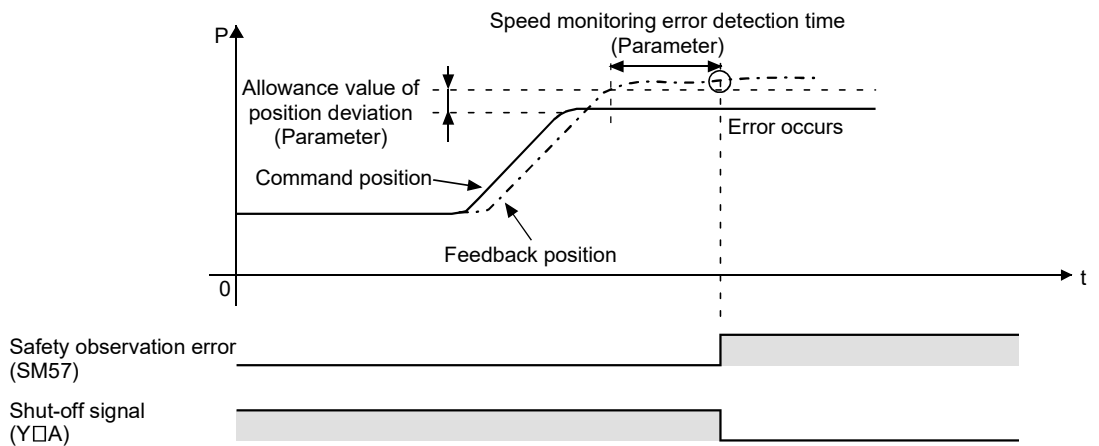 Speed monitoring error detection time
(Parameter)
P
Allowance value of
position deviation
(Parameter)
Error occurs
Command position
Feedback position
0
t
Safety observation error
(SM57)
Shut-off signal
(Y□A)